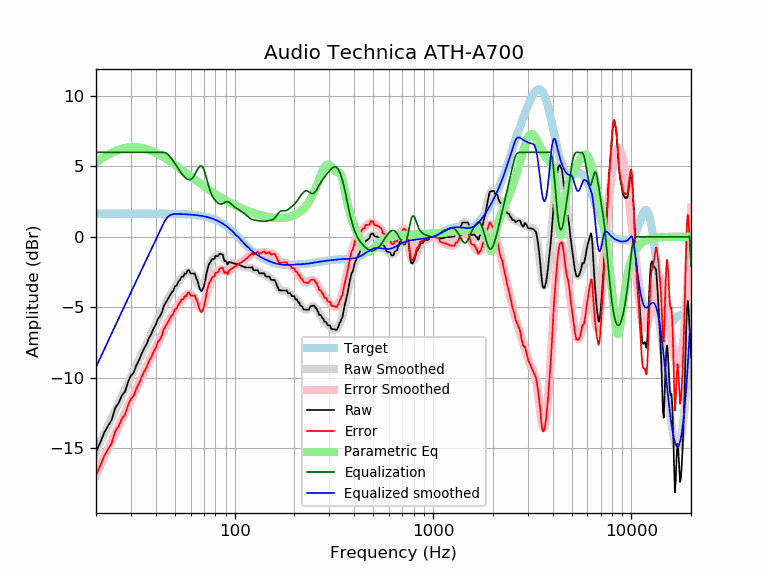 Audio Technica ATH-A700
10
5
0
−5
−10
−15
Amplitude (dBr)
Target
Raw Smoothed
Error Smoothed
Raw
Error
Parametric Eq
Equalization
Equalized smoothed
100
1000
10000
Frequency (Hz)